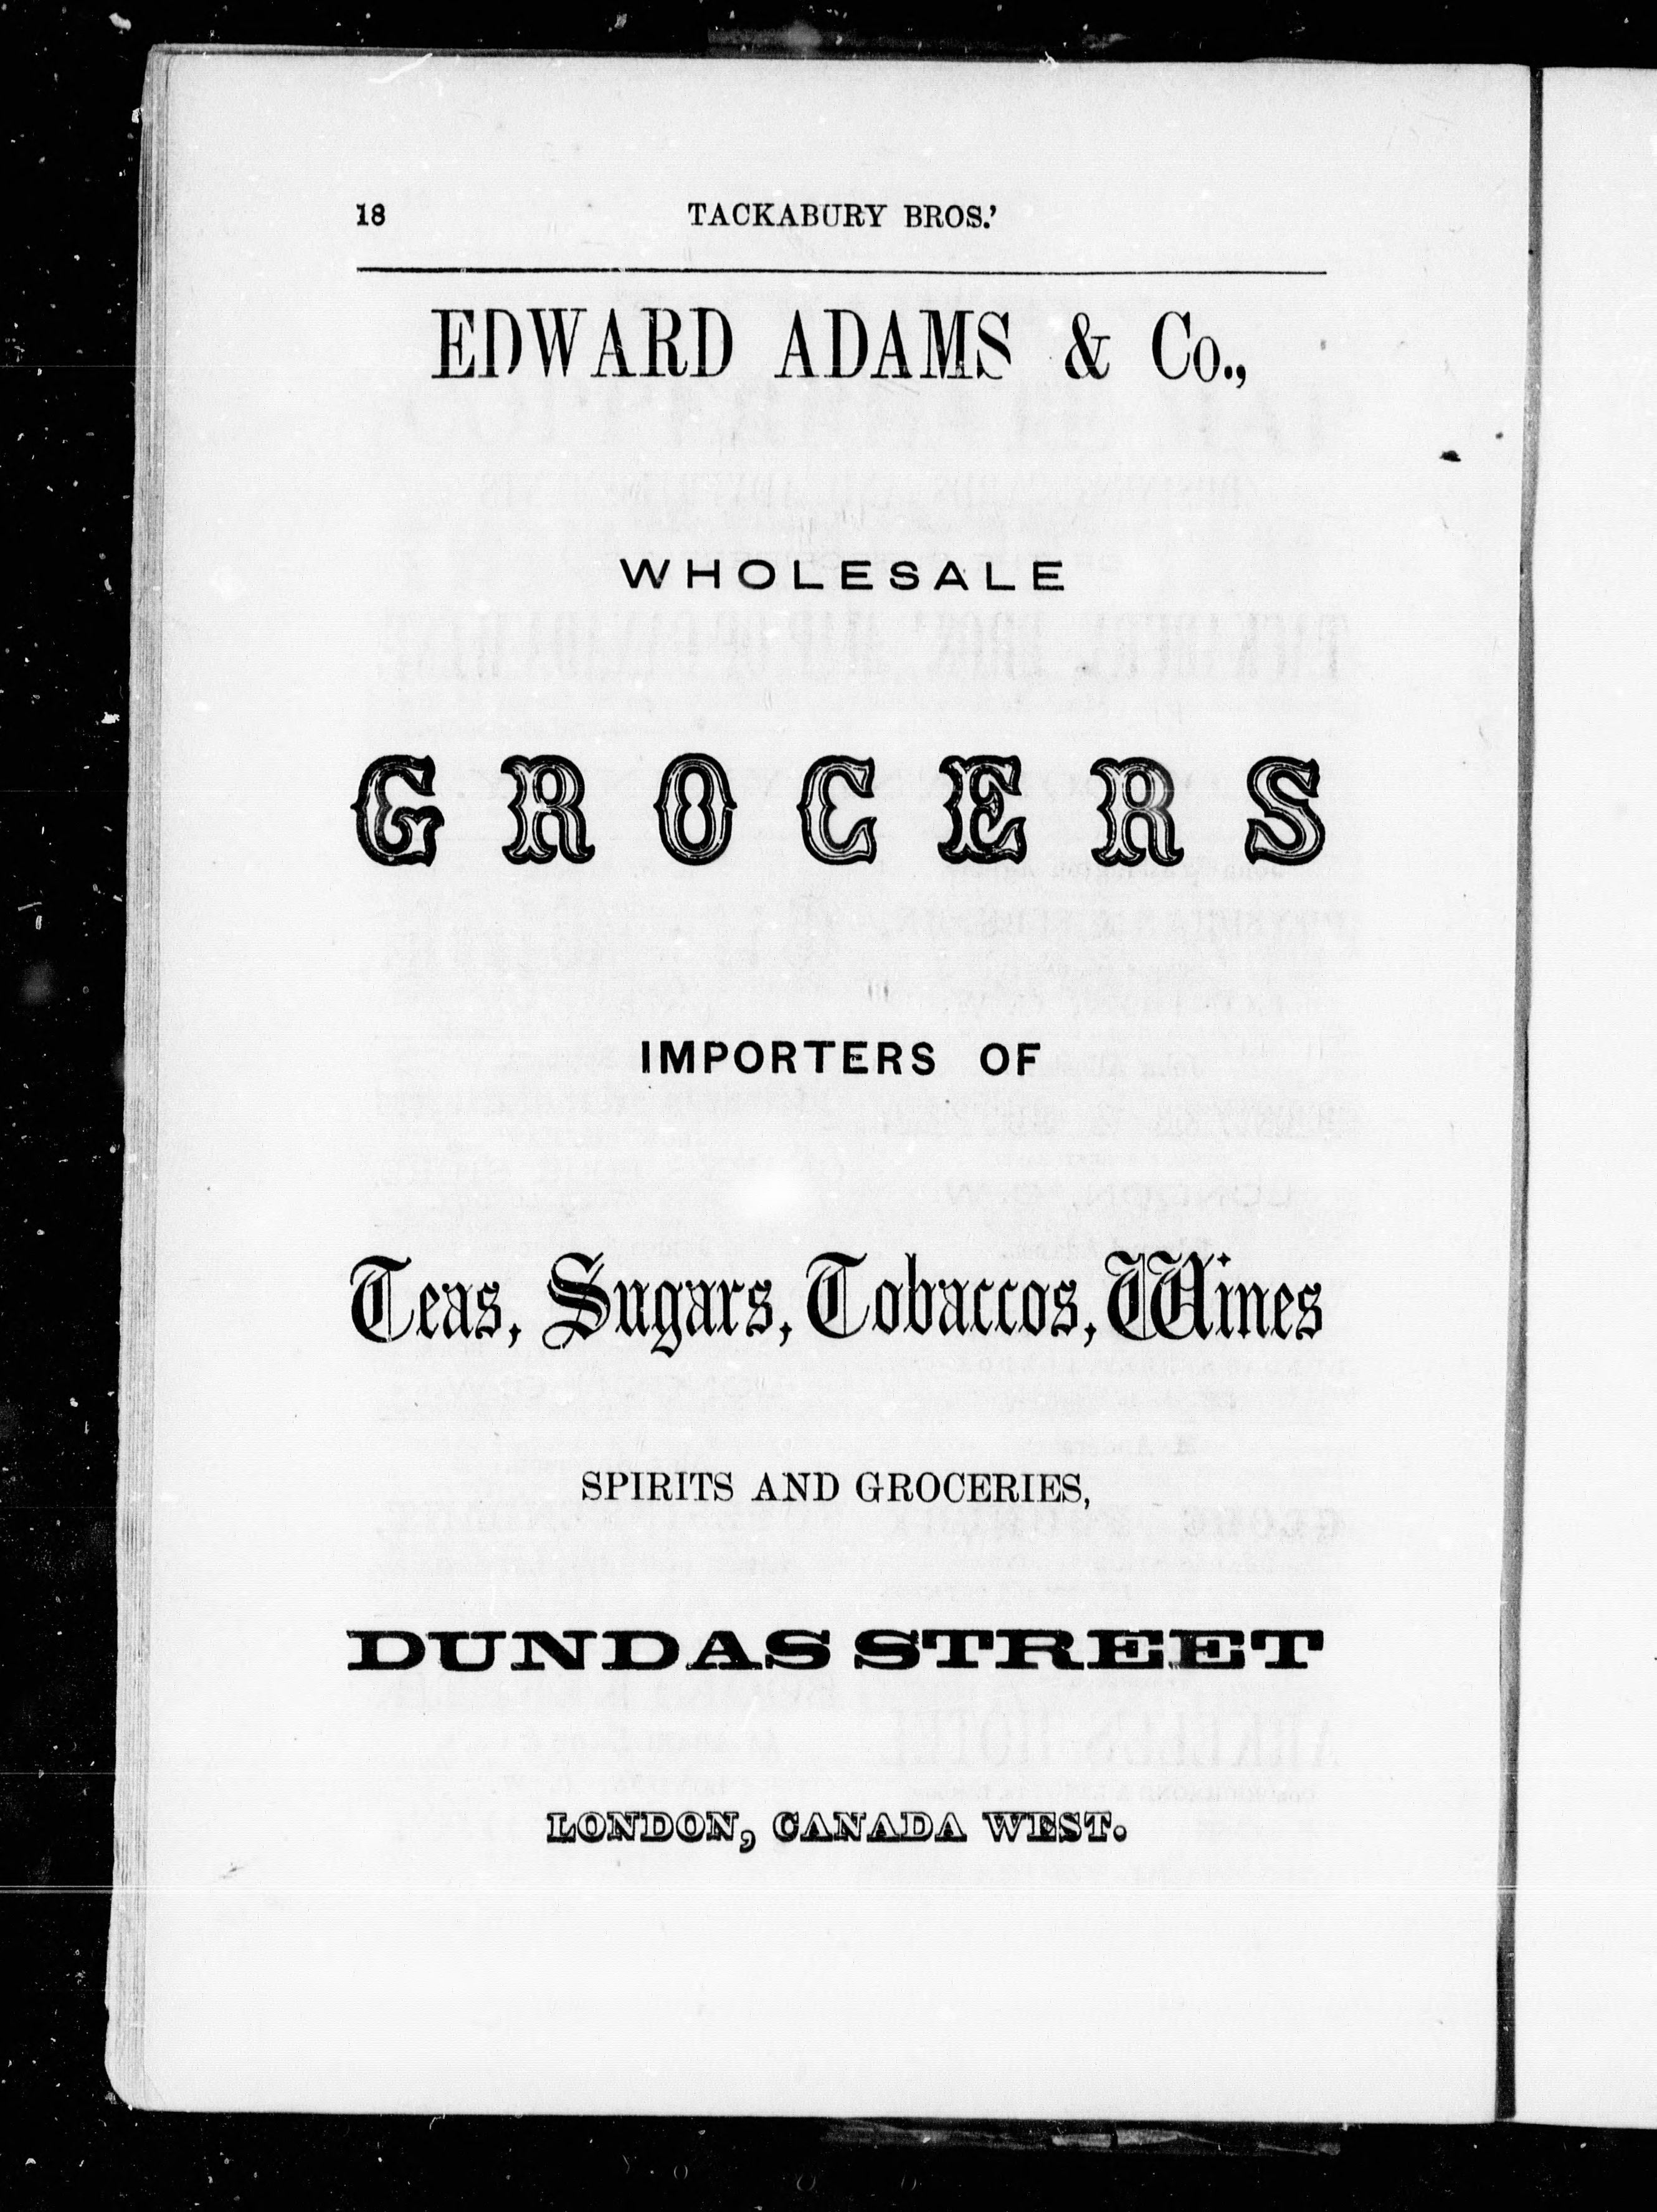 18 TACKABURY BROS.'
EDWARD ADAMS & Co.,
WHOLESALE
GROCERS
IMPORTERS OF
Teas, Sugars, Tobaccos, Wines
SPIRITS AND GROCERIES,
DUNDAS STREET
LONDON, CANADA WEST.